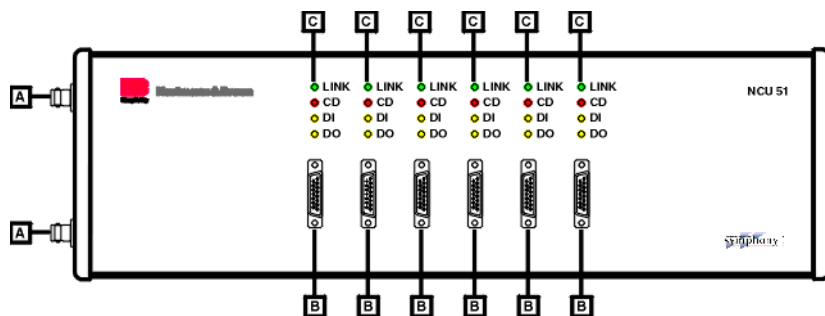 C C C C C C
A
LINK LINK LINK LINK LINK LINK
CD CD CD CD CD CD
DI DI DI DI DI DI
DO DO DO DO DO DO
NCU 51
A
symphony
B B B B B B